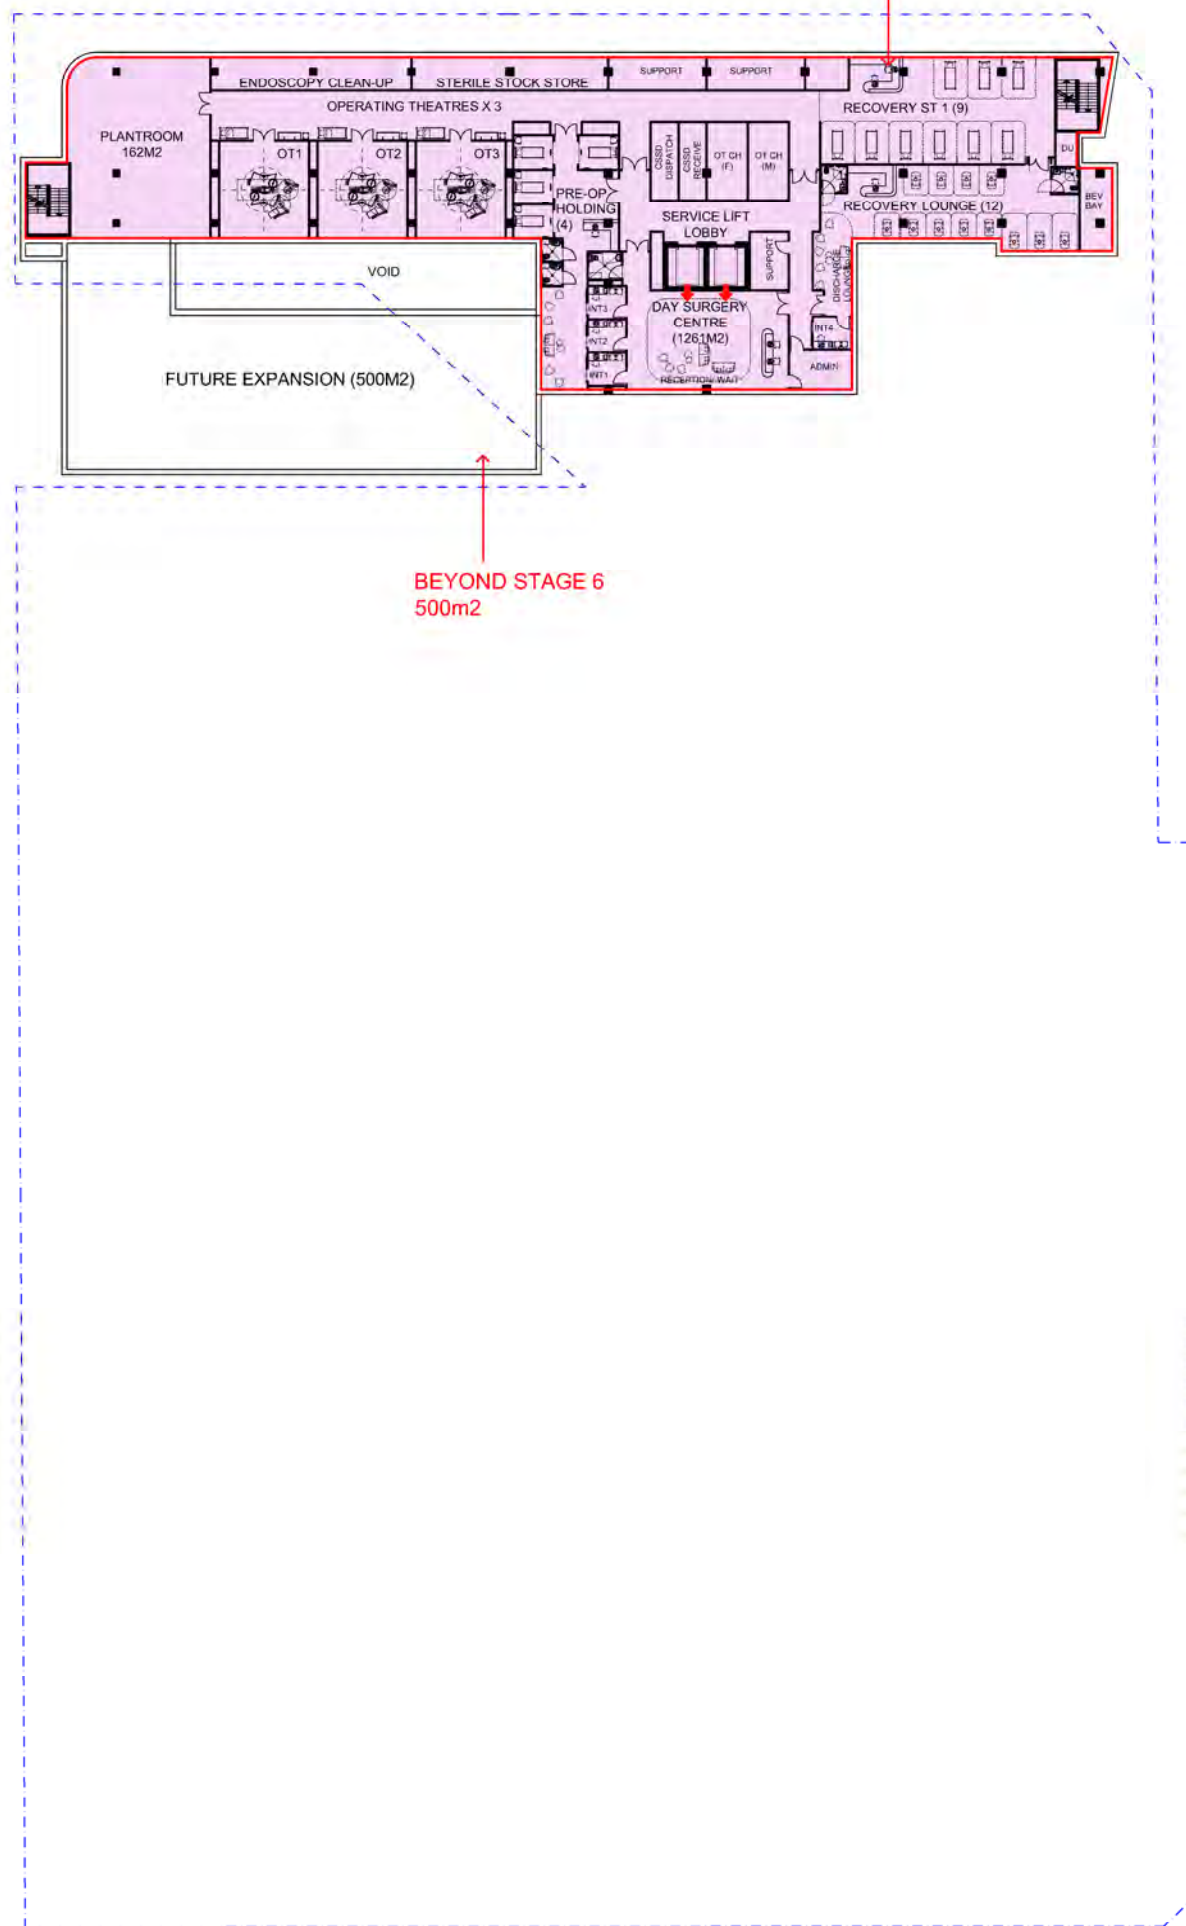 ENDOSCOPY CLEAN-UP
STERILE STOCK STORE
SUPPORT
SUPPORT
OPERATING THEATRES X 3
RECOVERY ST 1 (9)
PLANTROOM
162M2
OT1
OT2
OT3
CSSD
DISPATCH
CSSD
RECEIVE
OT CH
(F)
OT CH
(M)
DU
PRE-OP
HOLDING
(4)
RECOVERY LOUNGE (12)
BEV
BAY
SERVICE LIFT
LOBBY
SUPPORT
DISCHARGE
LOUNGE
VOID
INT3
INT2
INT1
DAY SURGERY
CENTRE
(1261M2)
RECEPTION/ WAIT
INT4
ADMIN
FUTURE EXPANSION (500M2)
BEYOND STAGE 6
500m2